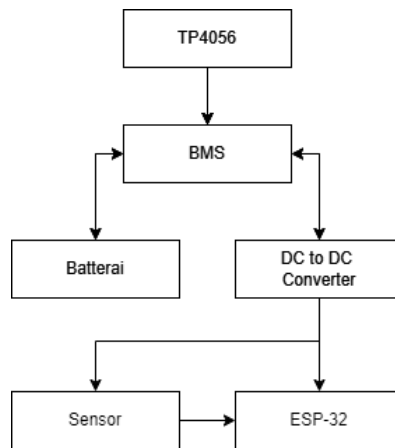 TP4056
BMS
Batterai
DC to DC
Converter
Sensor
ESP-32